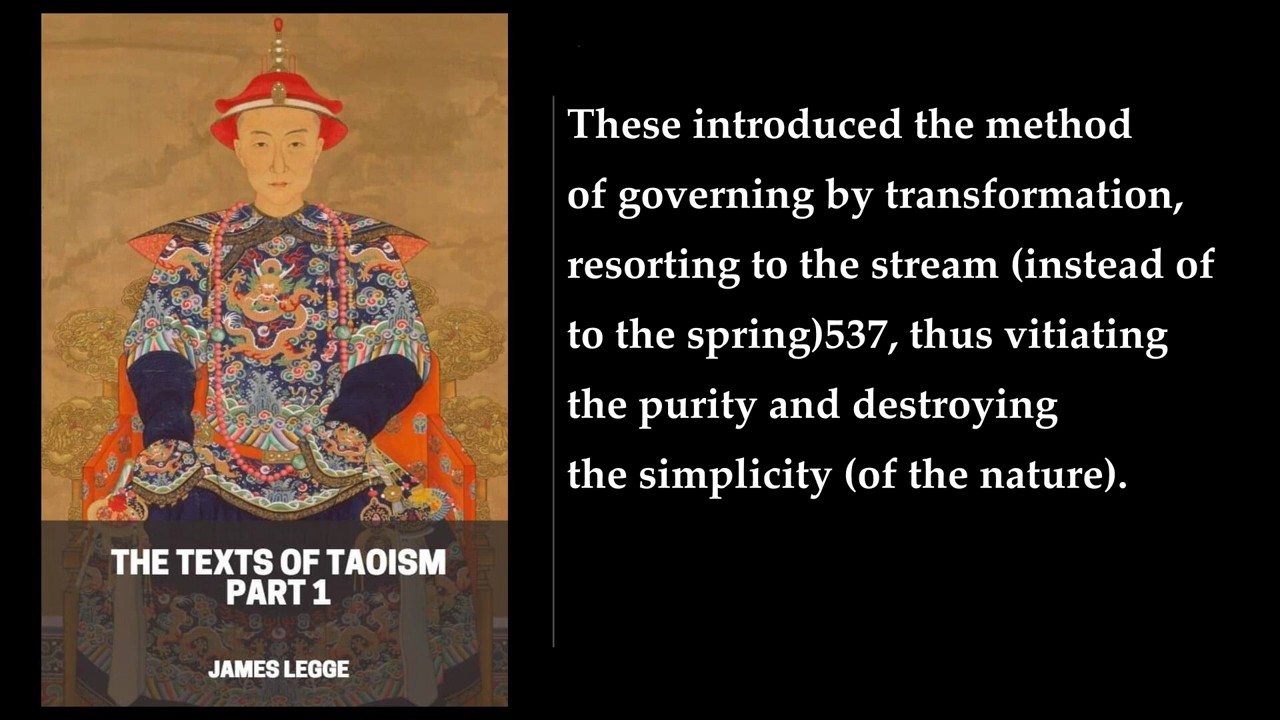 THE TEXTS OF TAOISM
PART 1
JAMES LEGGE
These introduced the method
of governing by transformation,
resorting to the stream (instead of
to the spring)537, thus vitiating
the purity and destroying
the simplicity (of the nature).